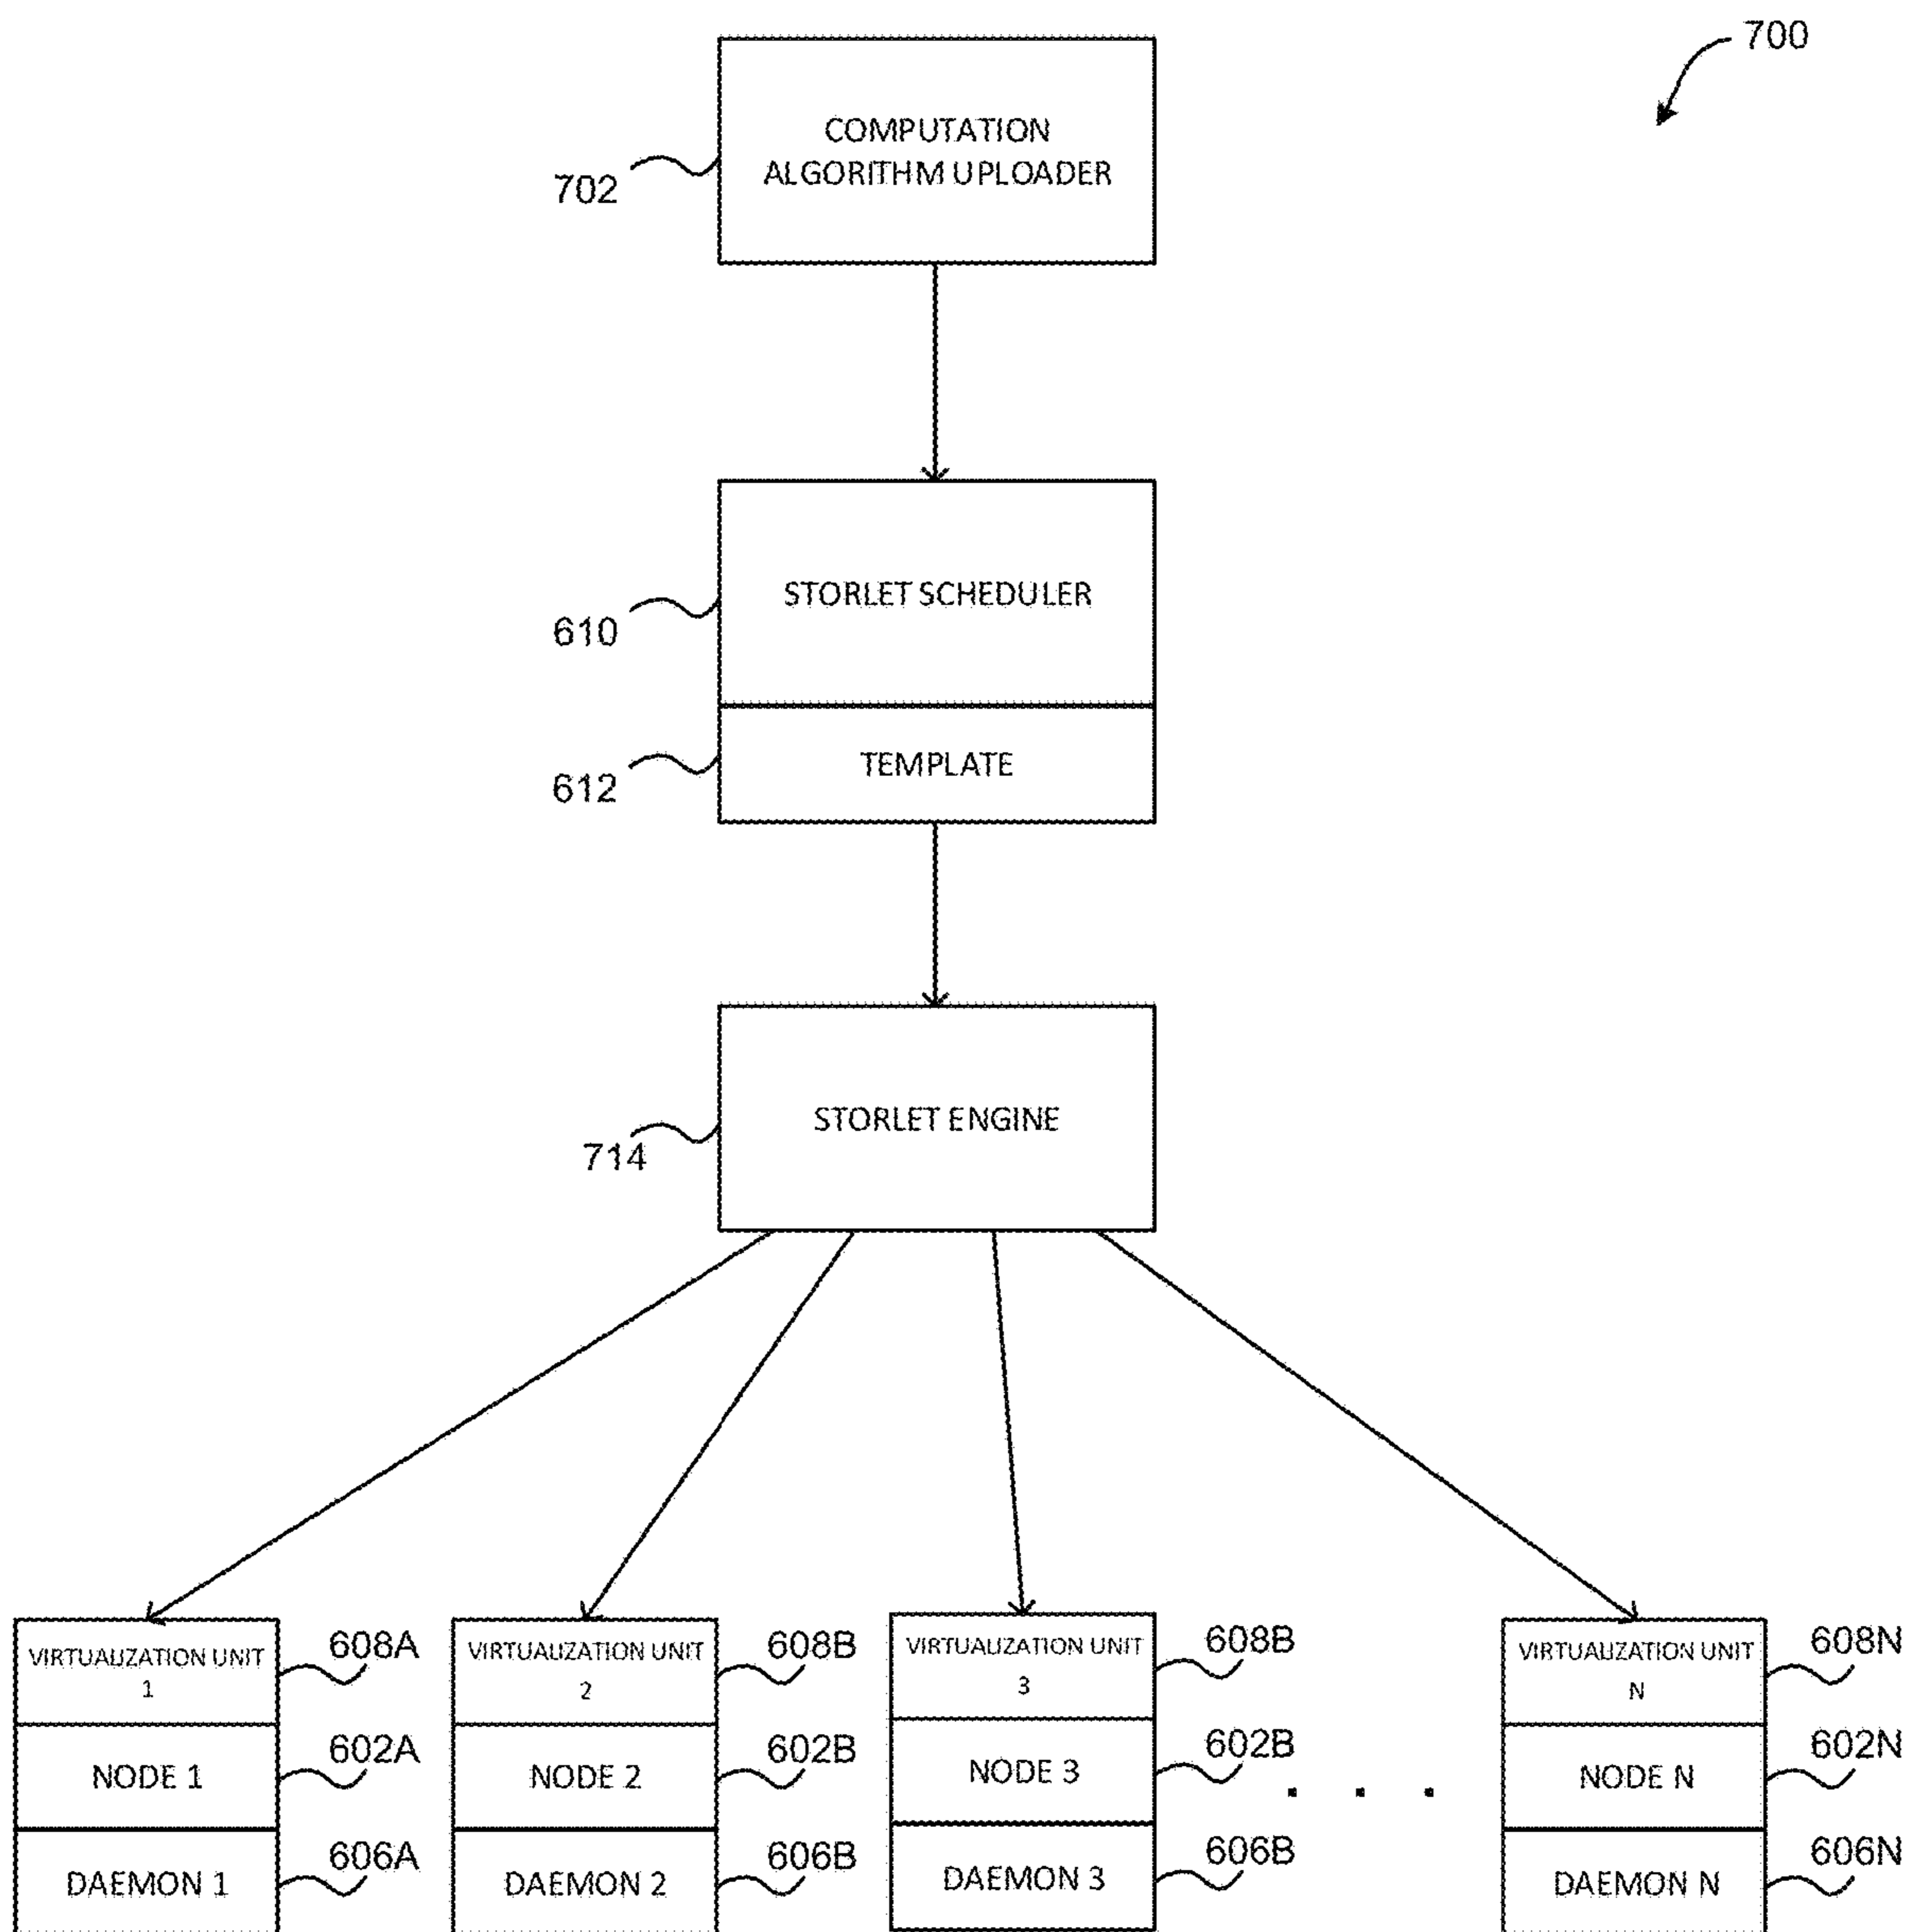 700
COMPUTATION
ALGORITHM UPLOADER
702
STORLET SCHEDULER
610
TEMPLATE
612
STORLET ENGINE
714
VIRTUALIZATION UNIT
1
608A
NODE 1
602A
DAEMON 1
606A
VIRTUALIZATION UNIT
2
608B
NODE 2
602B
DAEMON 2
606B
VIRTUALIZATION UNIT
3
608B
NODE 3
602B
DAEMON 3
606B
. . .
VIRTUALIZATION UNIT
N
608N
NODE N
602N
DAEMON N
606N